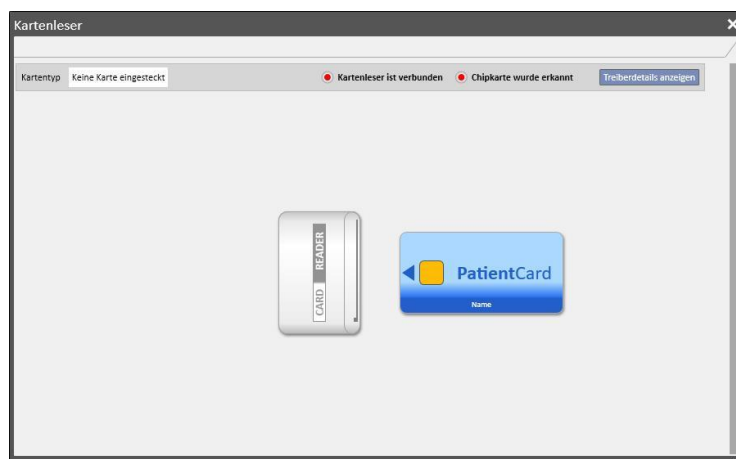 Kartenleser
Kartentyp Keine Karte eingesteckt Kartenleser ist verbunden Chipkarte wurde erkannt Treiberdetails anzeigen
CARD READER
PatientCard
Name